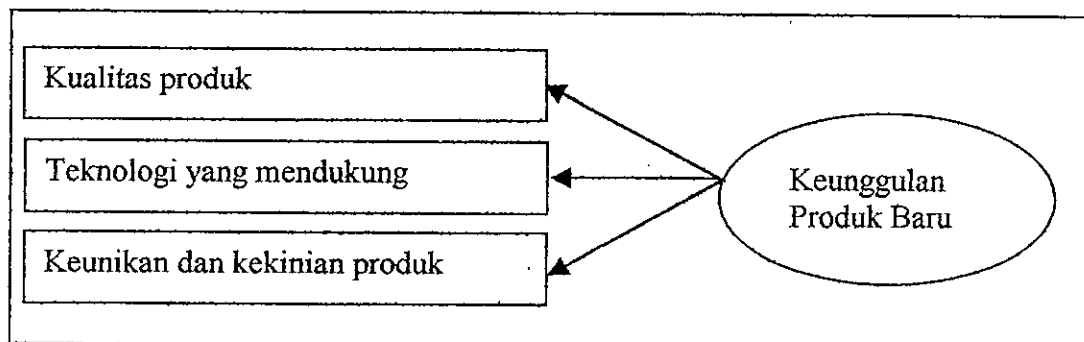 Kualitas produk
Teknologi yang mendukung
Keunikan dan kekinian produk
Keunggulan
Produk Baru